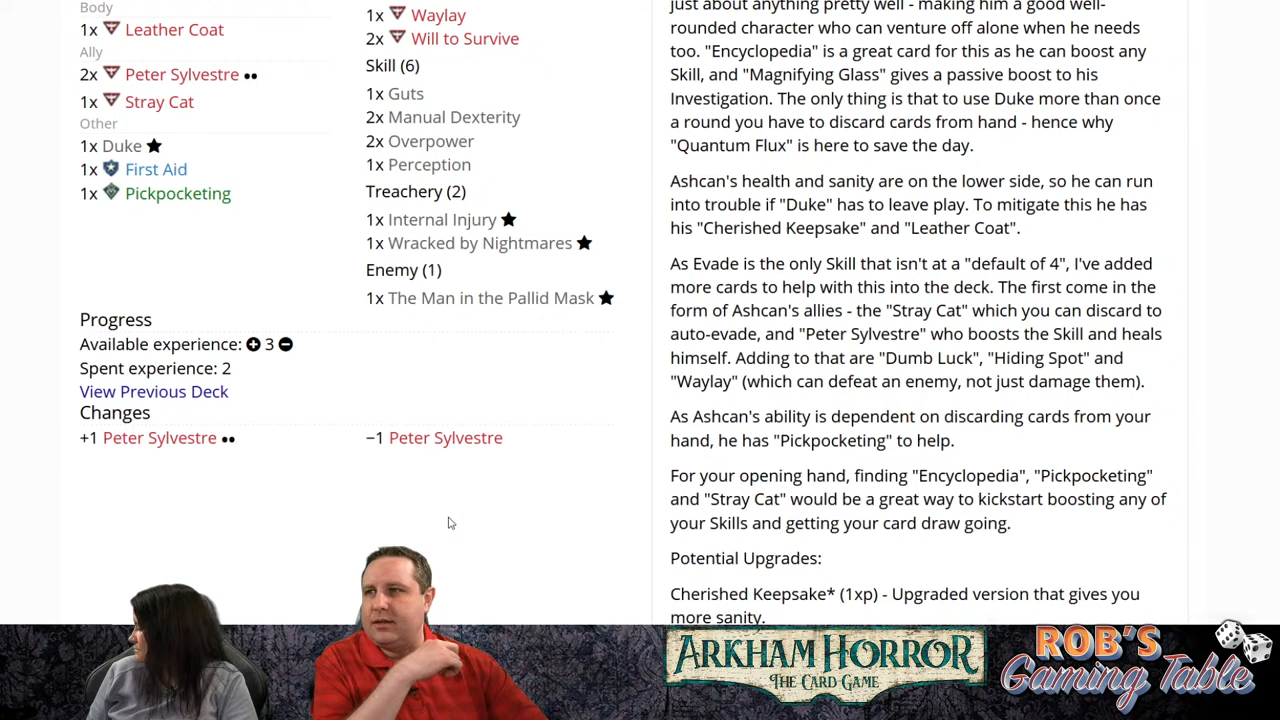 Body
1x Leather Coat
Ally
2x Peter Sylvestre ••
1x Stray Cat
Other
1x Duke ★
1x First Aid
1x Pickpocketing
1x Waylay
2x Will to Survive
Skill (6)
1x Guts
2x Manual Dexterity
2x Overpower
1x Perception
Treachery (2)
1x Internal Injury ★
1x Wracked by Nightmares ★
Enemy (1)
1x The Man in the Pallid Mask ★
Progress
Available experience: + 3 −
Spent experience: 2
View Previous Deck
Changes
+1 Peter Sylvestre ••
−1 Peter Sylvestre
just about anything pretty well - making him a good well-
rounded character who can venture off alone when he needs
too. "Encyclopedia" is a great card for this as he can boost any
Skill, and "Magnifying Glass" gives a passive boost to his
Investigation. The only thing is that to use Duke more than once
a round you have to discard cards from hand - hence why
"Quantum Flux" is here to save the day.
Ashcan's health and sanity are on the lower side, so he can run
into trouble if "Duke" has to leave play. To mitigate this he has
his "Cherished Keepsake" and "Leather Coat".
As Evade is the only Skill that isn't at a "default of 4", I've added
more cards to help with this into the deck. The first come in the
form of Ashcan's allies - the "Stray Cat" which you can discard to
auto-evade, and "Peter Sylvestre" who boosts the Skill and heals
himself. Adding to that are "Dumb Luck", "Hiding Spot" and
"Waylay" (which can defeat an enemy, not just damage them).
As Ashcan's ability is dependent on discarding cards from your
hand, he has "Pickpocketing" to help.
For your opening hand, finding "Encyclopedia", "Pickpocketing"
and "Stray Cat" would be a great way to kickstart boosting any of
your Skills and getting your card draw going.
Potential Upgrades:
Cherished Keepsake* (1xp) - Upgraded version that gives you
more sanity.
ARKHAM HORROR
THE CARD GAME
ROB'S
Gaming Table